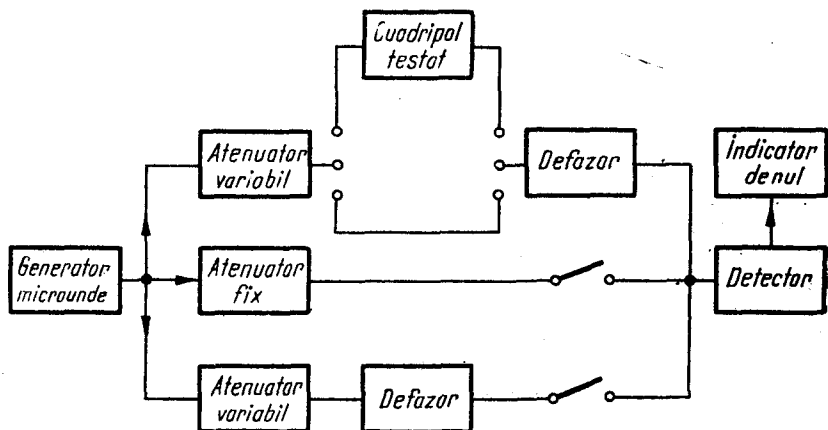 Cuadripol
testat
Atenuator
variabil
Defazor
Indicator
de nul
Generator
microunde
Atenuator
fix
Detector
Atenuator
variabil
Defazor